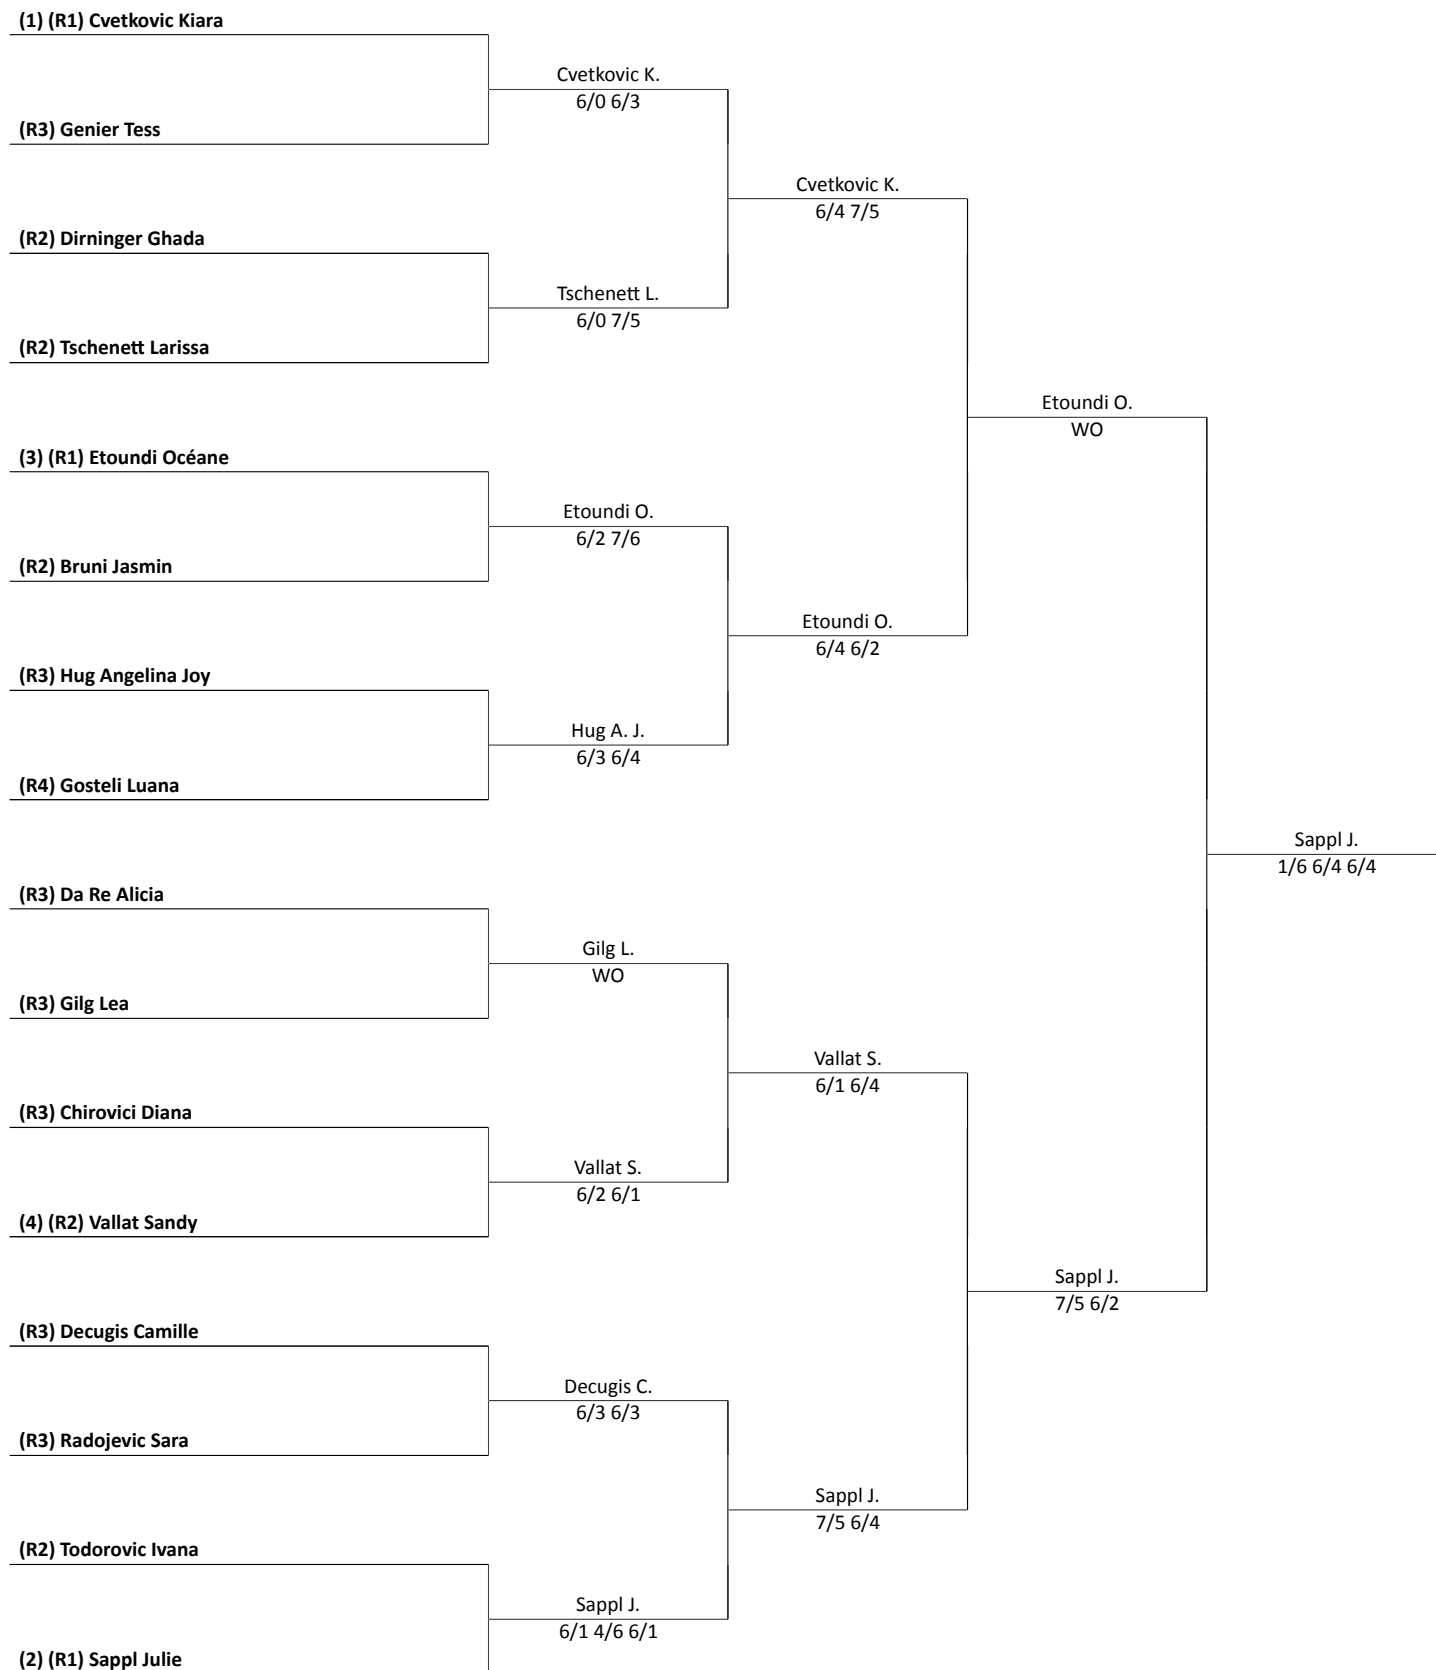 (1) (R1) Cvetkovic Kiara
Cvetkovic K.
6/0 6/3
(R3) Genier Tess
Cvetkovic K.
6/4 7/5
(R2) Dirninger Ghada
Tschenett L.
6/0 7/5
(R2) Tschenett Larissa
Etoundi O.
WO
(3) (R1) Etoundi Océane
Etoundi O.
6/2 7/6
(R2) Bruni Jasmin
Etoundi O.
6/4 6/2
(R3) Hug Angelina Joy
Hug A. J.
6/3 6/4
(R4) Gosteli Luana
Sappl J.
1/6 6/4 6/4
(R3) Da Re Alicia
Gilg L.
WO
(R3) Gilg Lea
Vallat S.
6/1 6/4
(R3) Chirovici Diana
Vallat S.
6/2 6/1
(4) (R2) Vallat Sandy
Sappl J.
7/5 6/2
(R3) Decugis Camille
Decugis C.
6/3 6/3
(R3) Radojevic Sara
Sappl J.
7/5 6/4
(R2) Todorovic Ivana
Sappl J.
6/1 4/6 6/1
(2) (R1) Sappl Julie